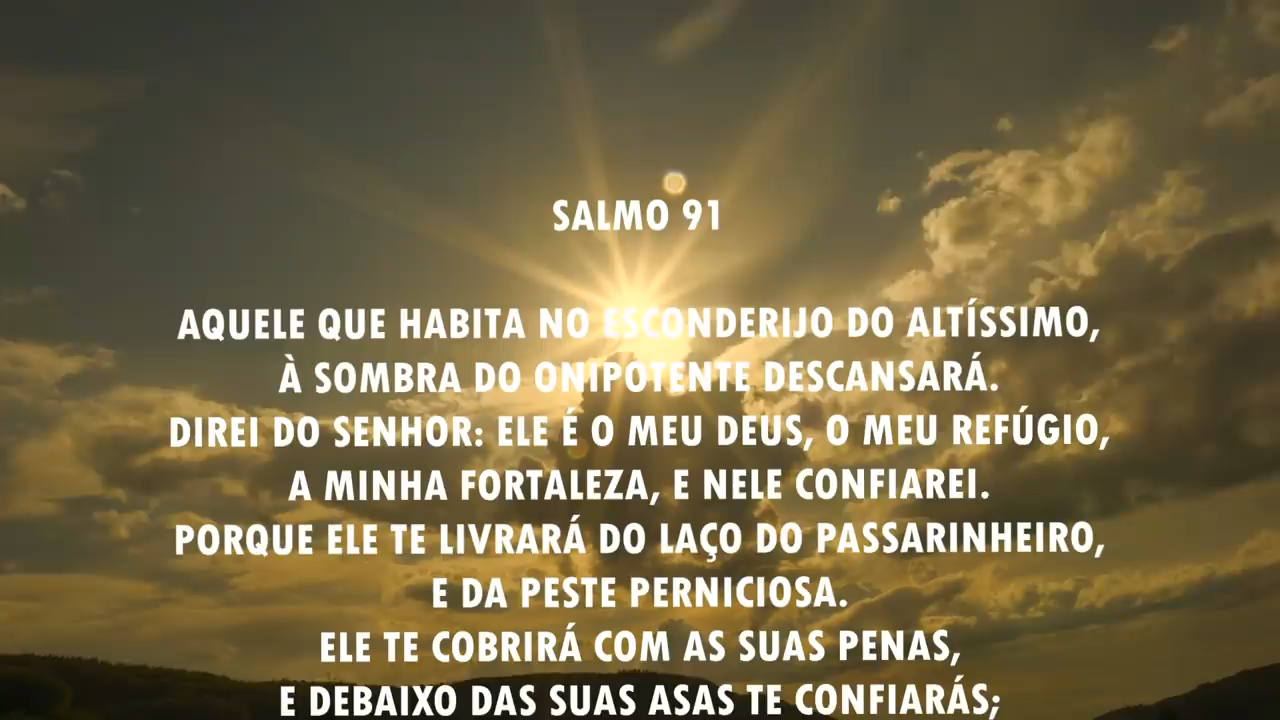 SALMO 91
AQUELE QUE HABITA NO ESCONDERIJO DO ALTÍSSIMO,
À SOMBRA DO ONIPOTENTE DESCANSARÁ.
DIREI DO SENHOR: ELE É O MEU DEUS, O MEU REFÚGIO,
A MINHA FORTALEZA, E NELE CONFIAREI.
PORQUE ELE TE LIVRARÁ DO LAÇO DO PASSARINHEIRO,
E DA PESTE PERNICIOSA.
ELE TE COBRIRÁ COM AS SUAS PENAS,
E DEBAIXO DAS SUAS ASAS TE CONFIARÁS;